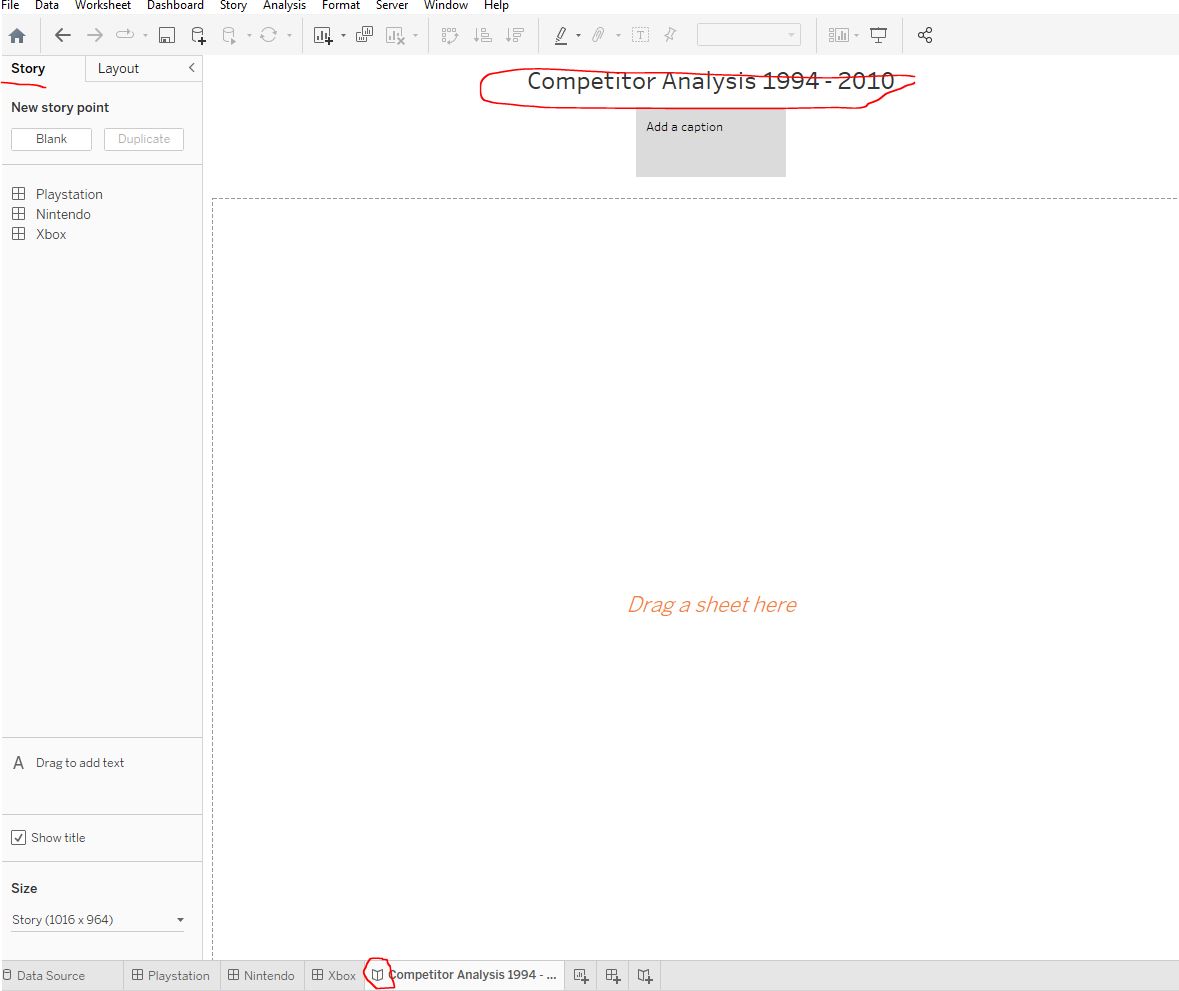 File Data Worksheet Dashboard Story Analysis Format Server Window Help
Story Layout
New story point
Blank Duplicate
Playstation
Nintendo
Xbox
Competitor Analysis 1994 - 2010
Add a caption
Drag a sheet here
A Drag to add text
Show title
Size
Story (1016 x 964)
Data Source Playstation Nintendo Xbox Competitor Analysis 1994 - ...